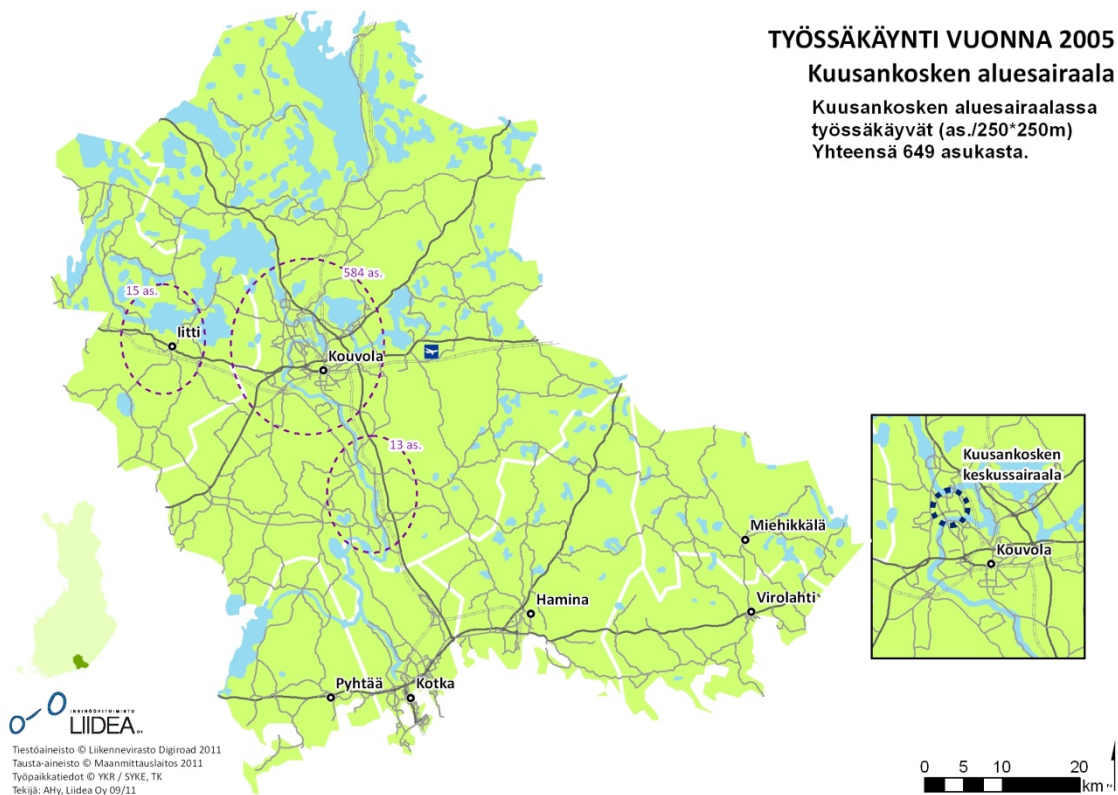 TYÖSSÄKÄYNTI VUONNA 2005
Kuusankosken aluesairaala
Kuusankosken aluesairaalassa
työssäkäyvät (as./250*250m)
Yhteensä 649 asukasta.
584 as.
15 as.
Iitti
Kouvola
13 as.
Kuusankosken
keskussairaala
Kouvola
Miehikkälä
Hamina
Virolahti
Pyhtää
Kotka
INSINÖÖRITOIMISTO
LIIDEA OY
Tiestöaineisto © Liikennevirasto Digiroad 2011
Tausta-aineisto © Maanmittauslaitos 2011
Työpaikkatiedot © YKR / SYKE, TK
Tekijä: AHy, Liidea Oy 09/11
0 5 10 20
km